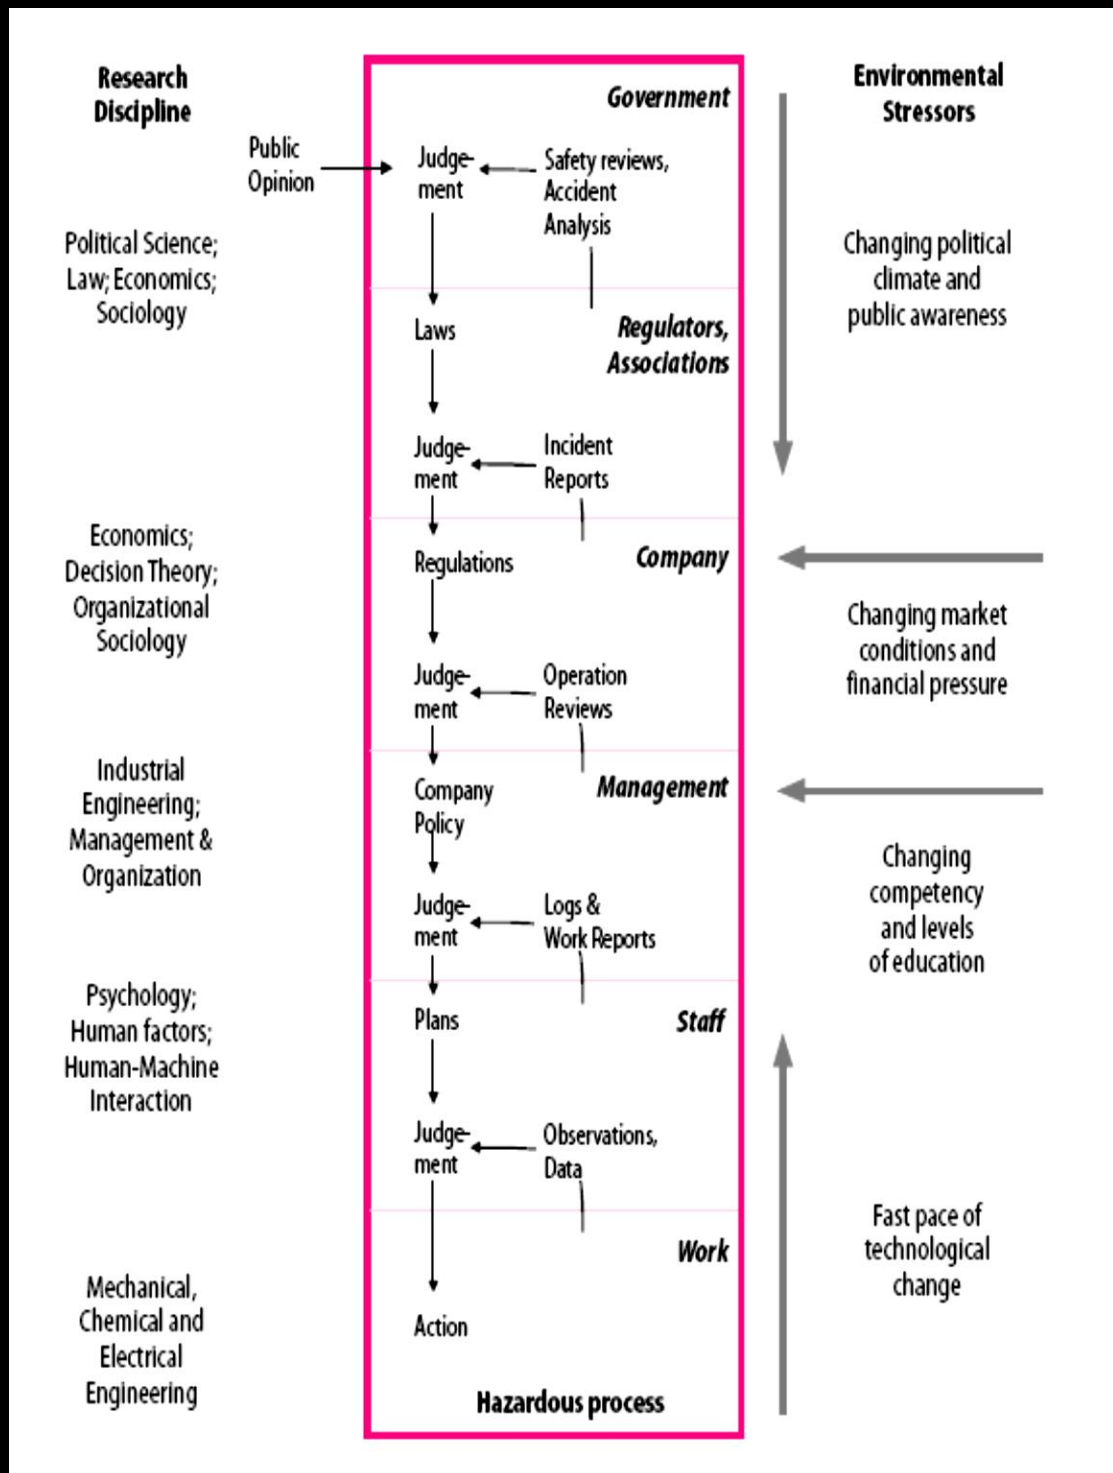 Research
Discipline
Environmental
Stressors
Government
Public
Opinion
Judge-
ment
Safety reviews,
Accident
Analysis
Political Science;
Law; Economics;
Sociology
Changing political
climate and
public awareness
Laws
Regulators,
Associations
Judge-
ment
Incident
Reports
Economics;
Decision Theory;
Organizational
Sociology
Regulations
Company
Changing market
conditions and
financial pressure
Judge-
ment
Operation
Reviews
Industrial
Engineering;
Management &
Organization
Company
Policy
Management
Changing
competency
and levels
of education
Judge-
ment
Logs &
Work Reports
Psychology;
Human factors;
Human-Machine
Interaction
Plans
Staff
Judge-
ment
Observations,
Data
Fast pace of
technological
change
Work
Mechanical,
Chemical and
Electrical
Engineering
Action
Hazardous process